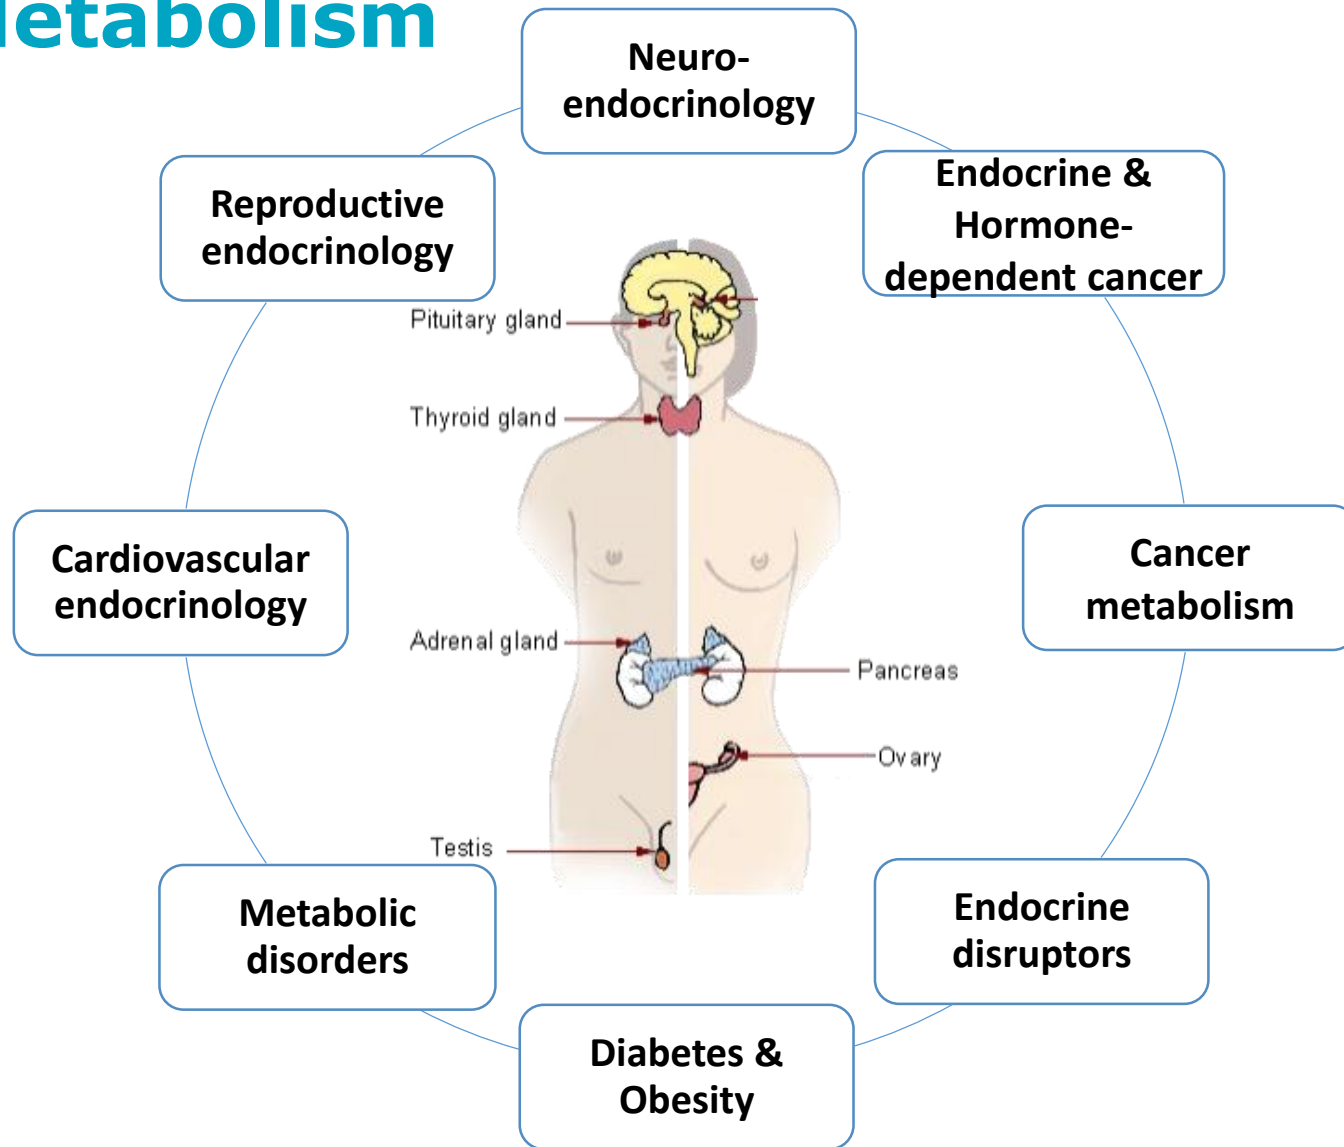 Metabolism
Neuro-
endocrinology
Endocrine &
Hormone-
dependent cancer
Reproductive
endocrinology
Pituitary gland
Thyroid gland
Cardiovascular
endocrinology
Cancer
metabolism
Adrenal gland
Pancreas
Ovary
Testis
Metabolic
disorders
Endocrine
disruptors
Diabetes &
Obesity